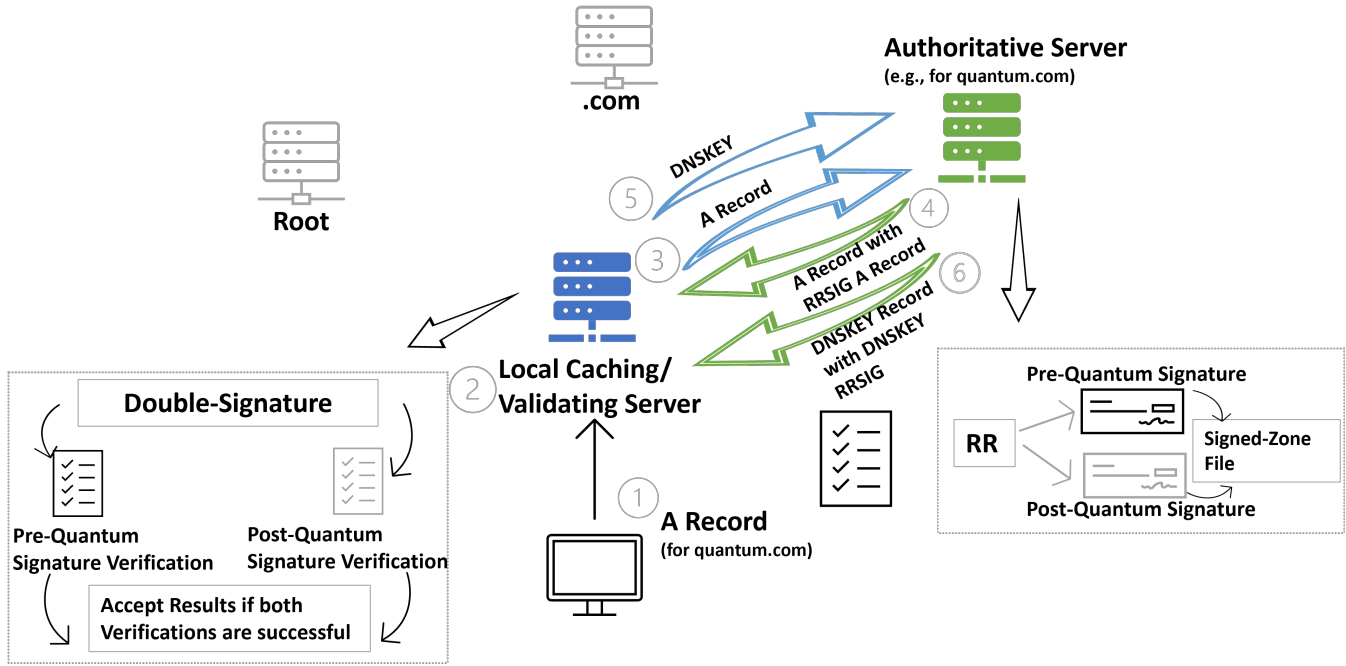 .com
Authoritative Server
(e.g., for quantum.com)
Root
5
DNSKEY
3
A Record
4
A Record with
RRSIG A Record
6
DNSKEY Record
with DNSKEY
RRSIG
2
Local Caching/
Validating Server
1
A Record
(for quantum.com)
Double-Signature
Pre-Quantum
Signature Verification
Post-Quantum
Signature Verification
Accept Results if both
Verifications are successful
Pre-Quantum Signature
RR
Signed-Zone
File
Post-Quantum Signature